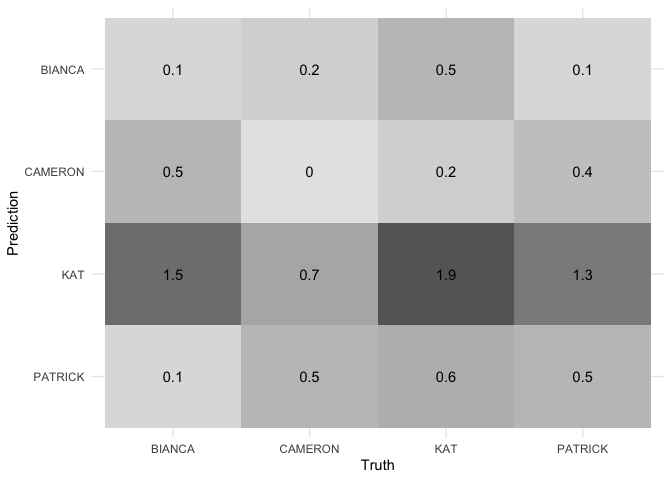 BIANCA 0.1 0.2 0.5 0.1
CAMERON 0.5 0 0.2 0.4
Prediction
KAT 1.5 0.7 1.9 1.3
PATRICK 0.1 0.5 0.6 0.5
BIANCA CAMERON KAT PATRICK
Truth